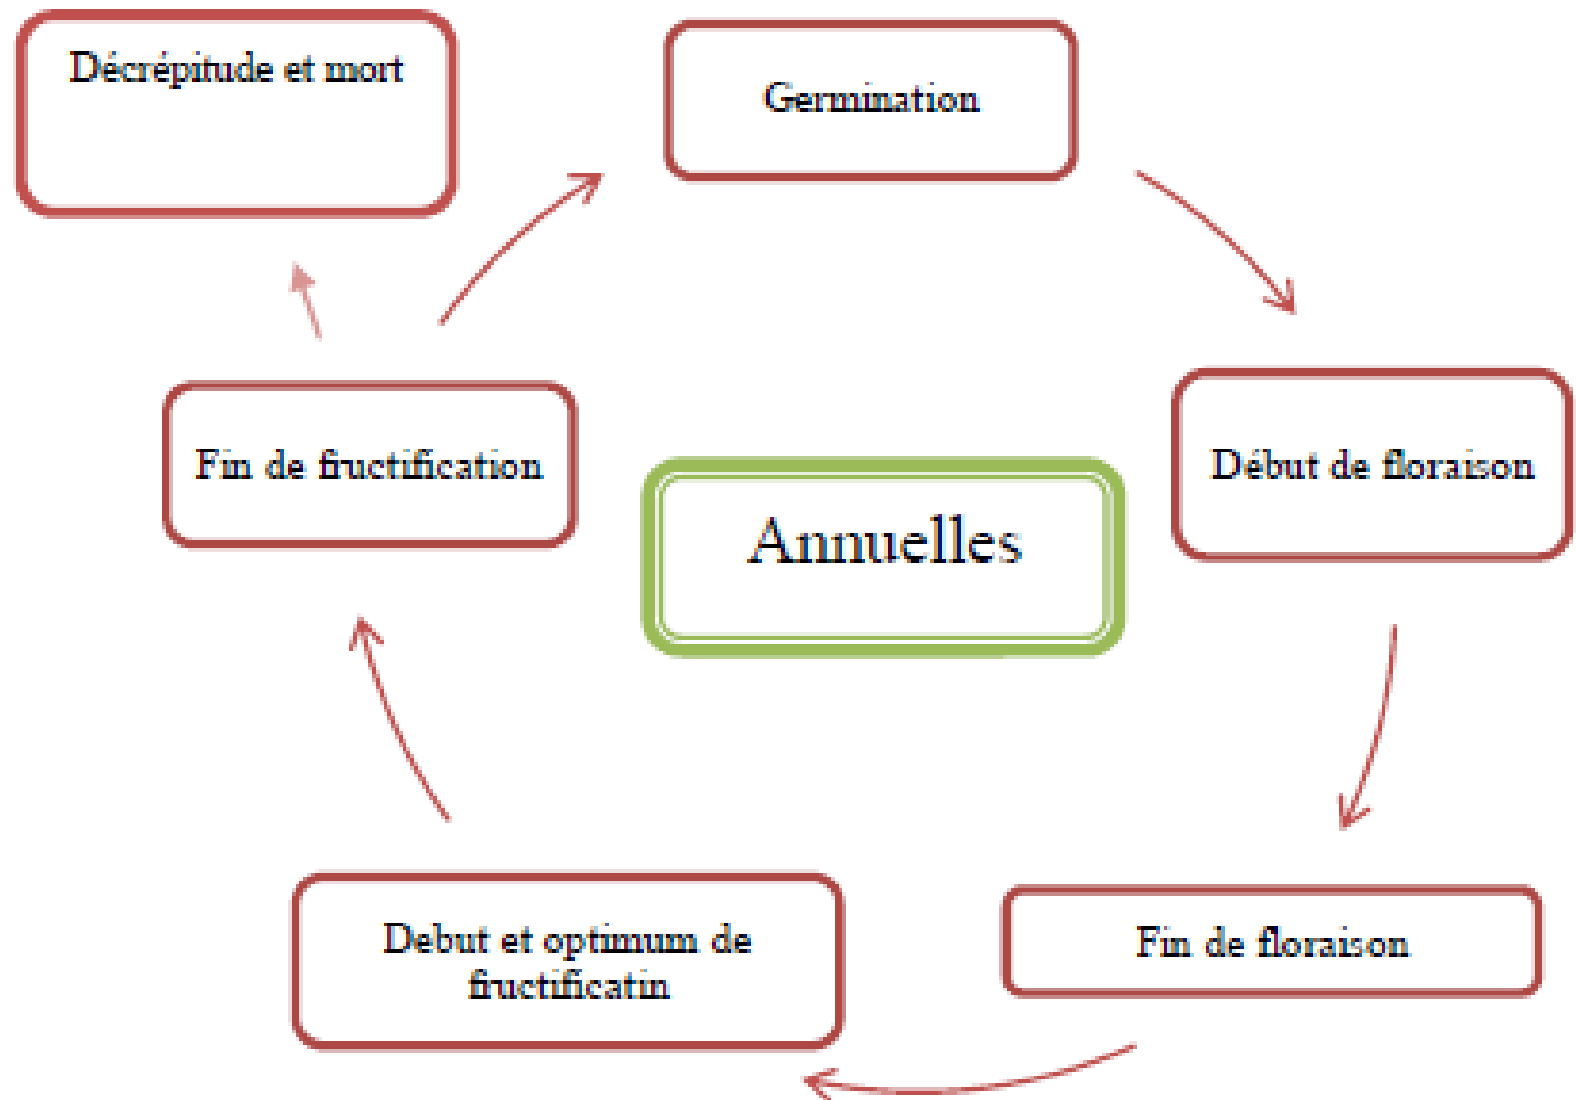 Décrépitude et mort
Germination
Fin de fructification
Début de floraison
Annuelles
Debut et optimum de
fructificatin
Fin de floraison